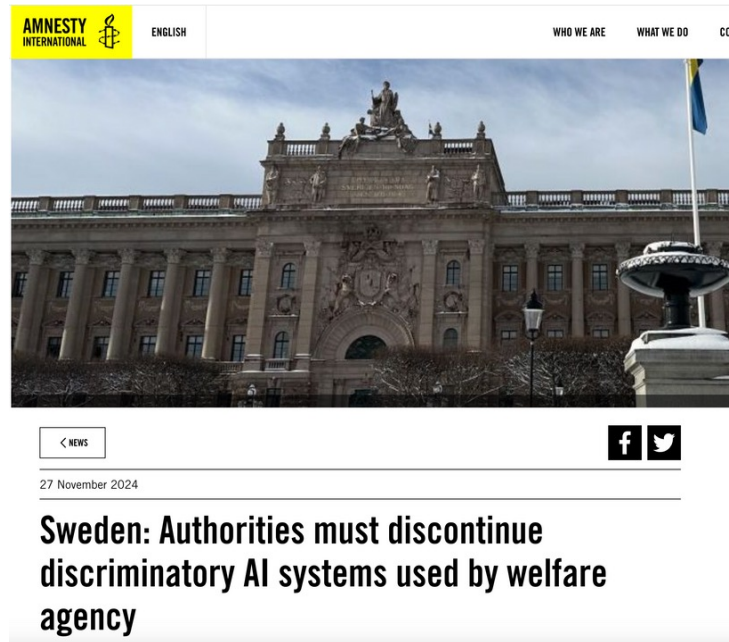 AMNESTY
INTERNATIONAL
ENGLISH
WHO WE ARE
WHAT WE DO
NEWS
27 November 2024
Sweden: Authorities must discontinue
discriminatory AI systems used by welfare
agency